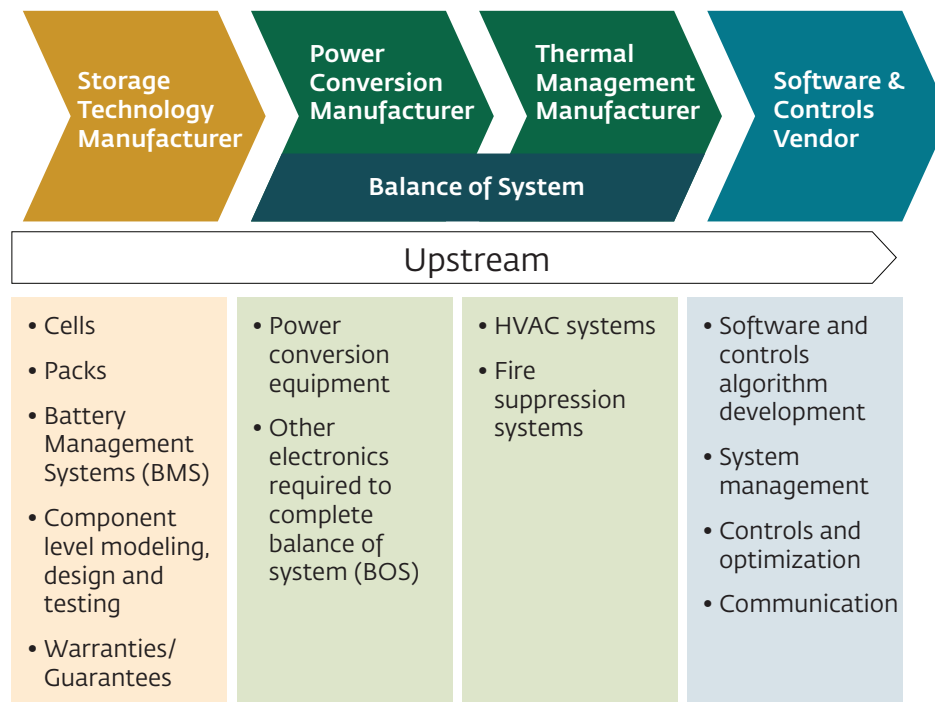 Storage
Technology
Manufacturer
Power
Conversion
Manufacturer
Thermal
Management
Manufacturer
Software &
Controls
Vendor
Balance of System
Upstream
• Cells
• Packs
• Battery
Management
Systems (BMS)
• Component
level modeling,
design and
testing
• Warranties/
Guarantees
• Power
conversion
equipment
• Other
electronics
required to
complete
balance of
system (BOS)
• HVAC systems
• Fire
suppression
systems
• Software and
controls
algorithm
development
• System
management
• Controls and
optimization
• Communication